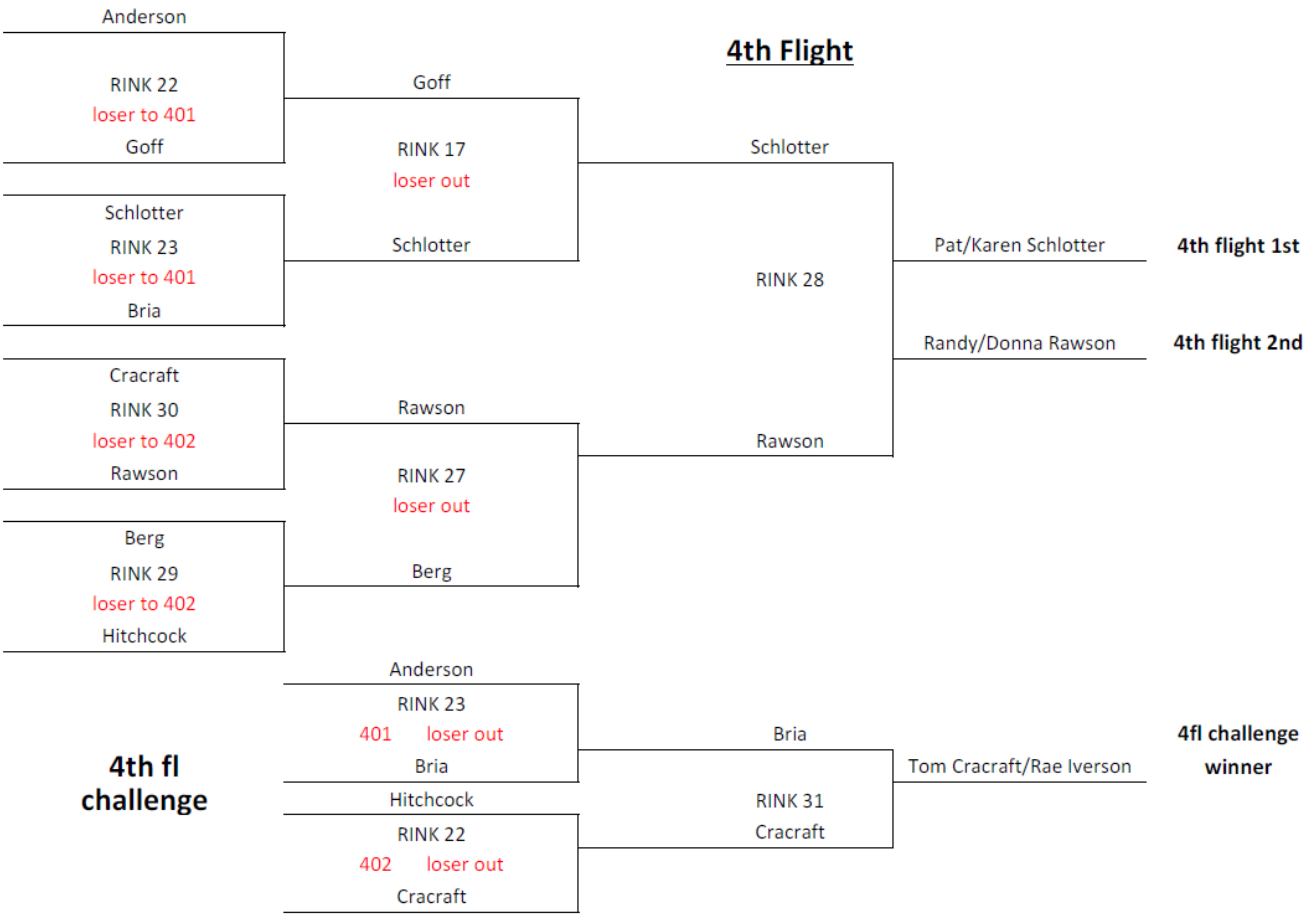 Anderson
4th Flight
RINK 22
Goff
loser to 401
Goff
RINK 17
Schlotter
loser out
Schlotter
RINK 23
Schlotter
Pat/Karen Schlotter
4th flight 1st
loser to 401
RINK 28
Bria
Randy/Donna Rawson
4th flight 2nd
Cracraft
RINK 30
Rawson
loser to 402
Rawson
Rawson
RINK 27
loser out
Berg
RINK 29
Berg
loser to 402
Hitchcock
Anderson
RINK 23
401 loser out
Bria
4fl challenge
4th fl
Bria
Tom Cracraft/Rae Iverson
winner
challenge
Hitchcock
RINK 31
RINK 22
Cracraft
402 loser out
Cracraft